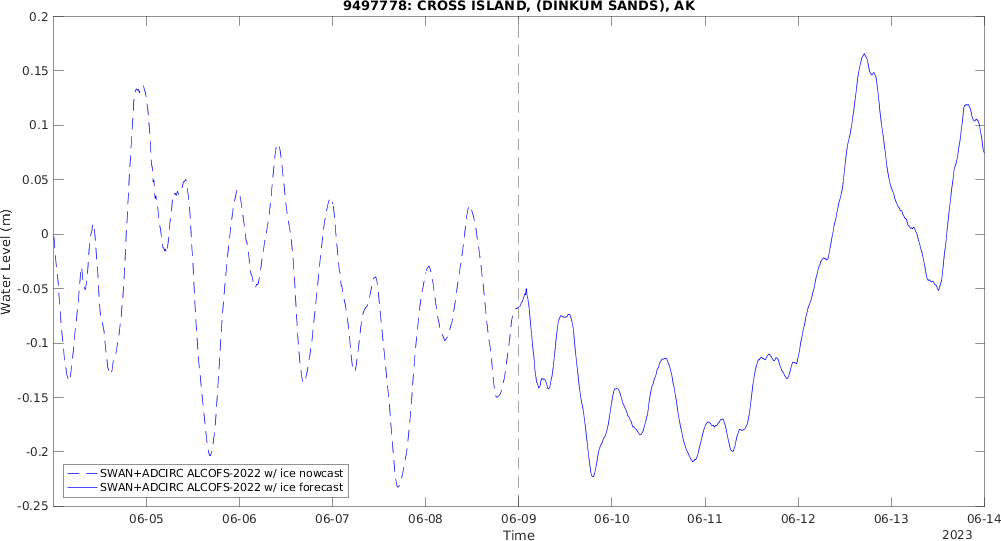 9497778: CROSS ISLAND, (DINKUM SANDS), AK
0.2
0.15
0.1
0.05
0
-0.05
-0.1
-0.15
-0.2
-0.25
Water Level (m)
SWAN+ADCIRC ALCOFS-2022 w/ ice nowcast
SWAN+ADCIRC ALCOFS-2022 w/ ice forecast
06-05 06-06 06-07 06-08 06-09 06-10 06-11 06-12 06-13 06-14
Time
2023